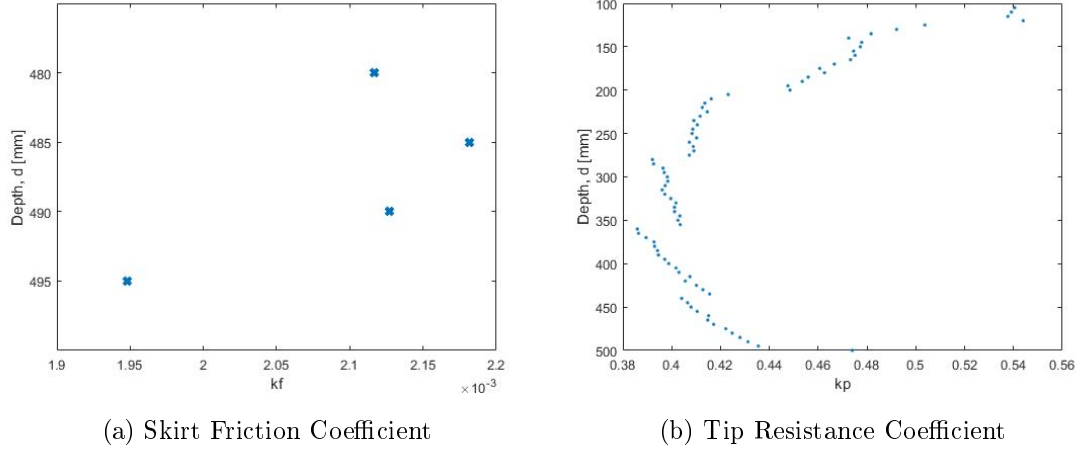 480
485
490
495
Depth, d [mm]
1.9 1.95 2 2.05 2.1 2.15 2.2
kf
×10⁻³
(a) Skirt Friction Coefficient
100
150
200
250
300
350
400
450
500
Depth, d [mm]
0.38 0.4 0.42 0.44 0.46 0.48 0.5 0.52 0.54 0.56
kp
(b) Tip Resistance Coefficient